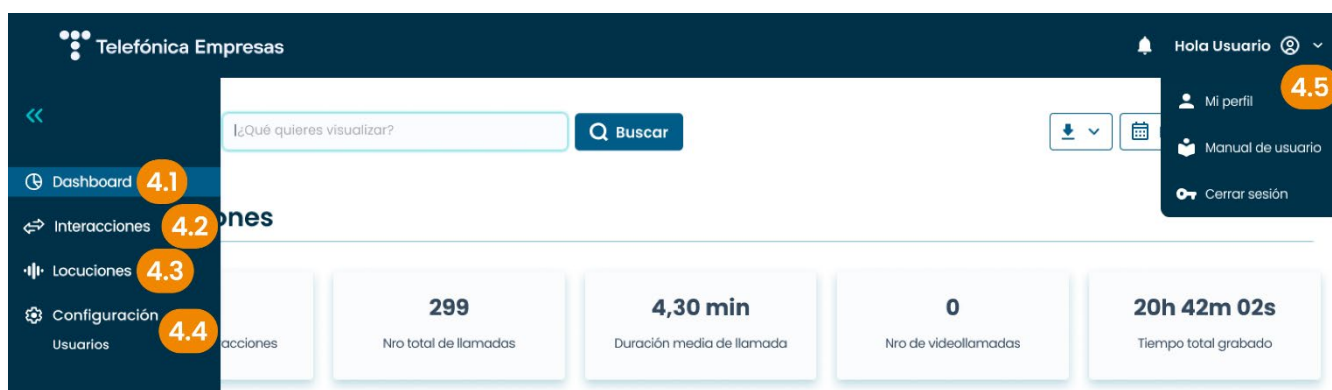 Telefónica Empresas
Hola Usuario
4.5
Mi perfil
Manual de usuario
Cerrar sesión
¿Qué quieres visualizar?
Buscar
Dashboard 4.1
Interacciones 4.2
Locuciones 4.3
Configuración
4.4
Usuarios
ones
acciones
299
Nro total de llamadas
4,30 min
Duración media de llamada
0
Nro de videollamadas
20h 42m 02s
Tiempo total grabado